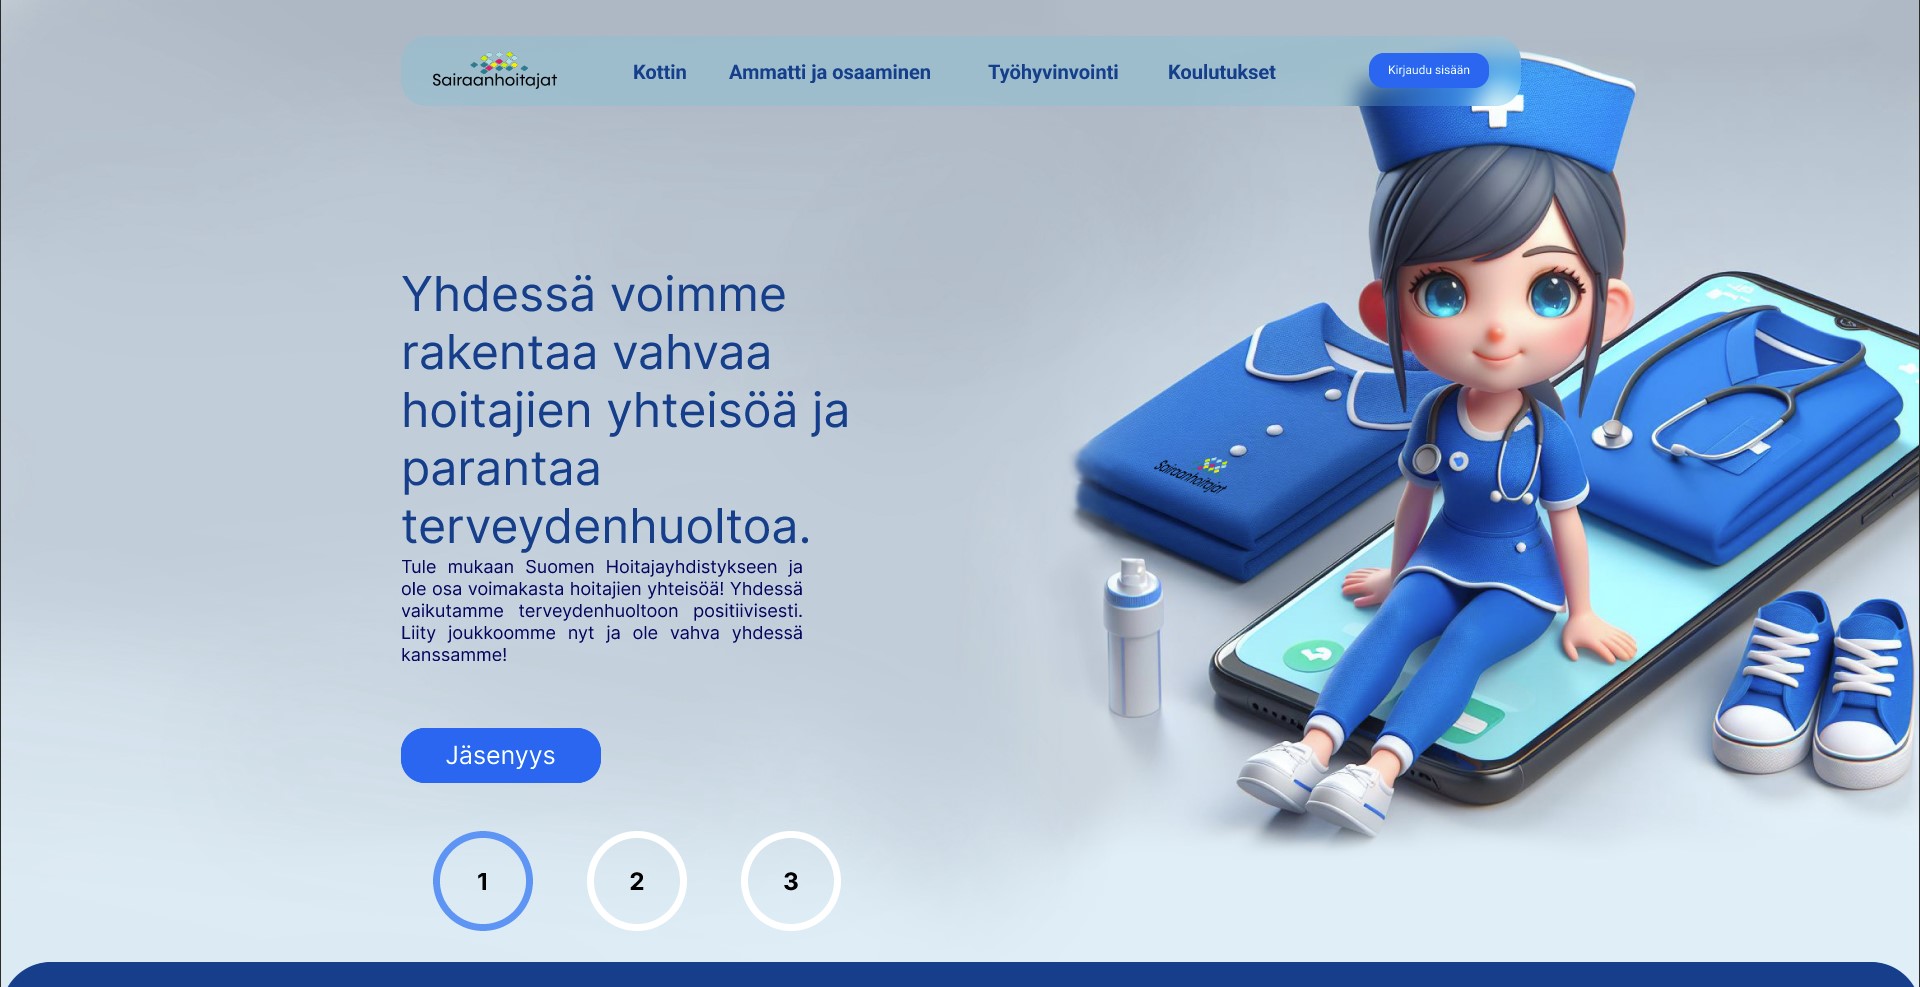 Sairaanhoitajat
Kottin
Ammatti ja osaaminen
Työhyvinvointi
Koulutukset
Kirjaudu sisään
Yhdessä voimme
rakentaa vahvaa
hoitajien yhteisöä ja
parantaa
terveydenhuoltoa.
Tule mukaan Suomen Hoitajayhdistykseen ja
ole osa voimakasta hoitajien yhteisöä! Yhdessä
vaikutamme terveydenhuoltoon positiivisesti.
Liity joukkoomme nyt ja ole vahva yhdessä
kanssamme!
Jäsenyys
1
2
3
Sairaanhoitajat